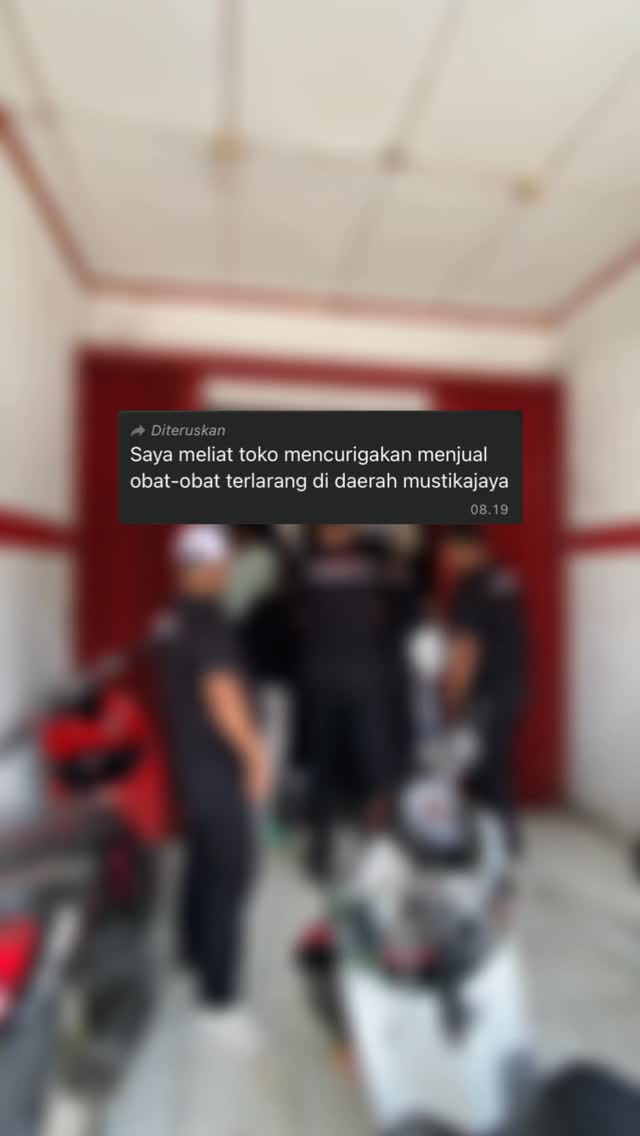 Diteruskan
Saya meliat toko mencurigakan menjual
obat-obat terlarang di daerah mustikajaya
08.19